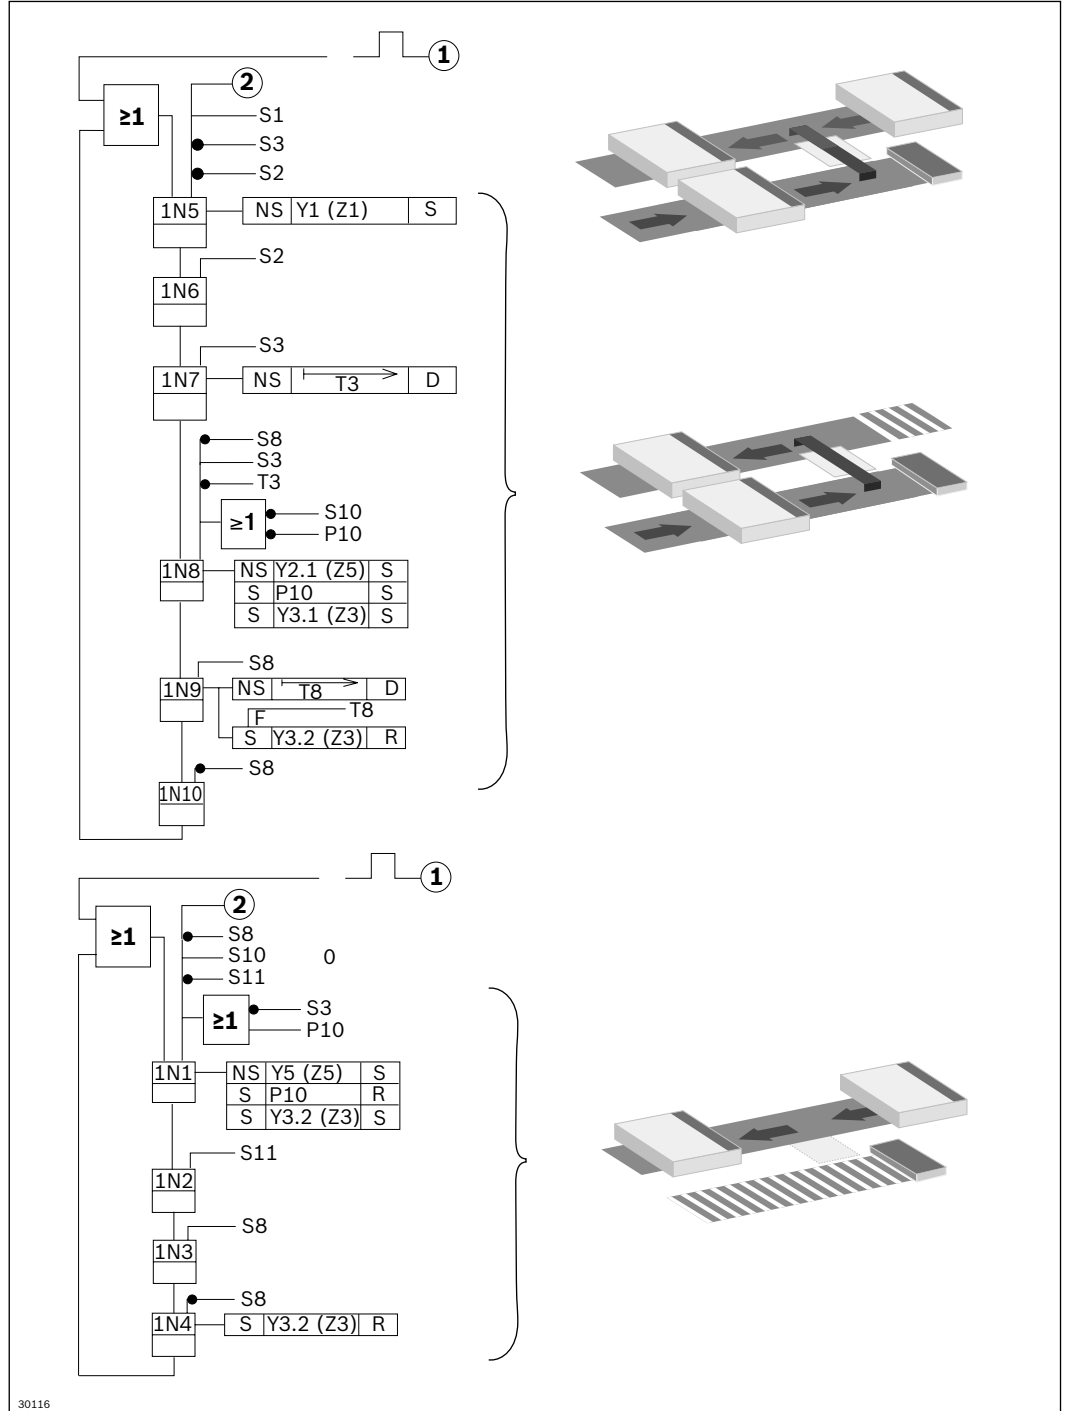 1
2
≥1
S1
S3
S2
1N5 NS Y1 (Z1) S
S2
1N6
S3
1N7 NS T3 D
S8
S3
T3
≥1 S10
P10
1N8 NS Y2.1 (Z5) S
S P10 S
S Y3.1 (Z3) S
S8
1N9 NS T8 D
F T8
S Y3.2 (Z3) R
S8
1N10
1
2
≥1
S8
S10 0
S11
≥1 S3
P10
1N1 NS Y5 (Z5) S
S P10 R
S Y3.2 (Z3) S
S11
1N2
S8
1N3
S8
1N4 S Y3.2 (Z3) R
30116